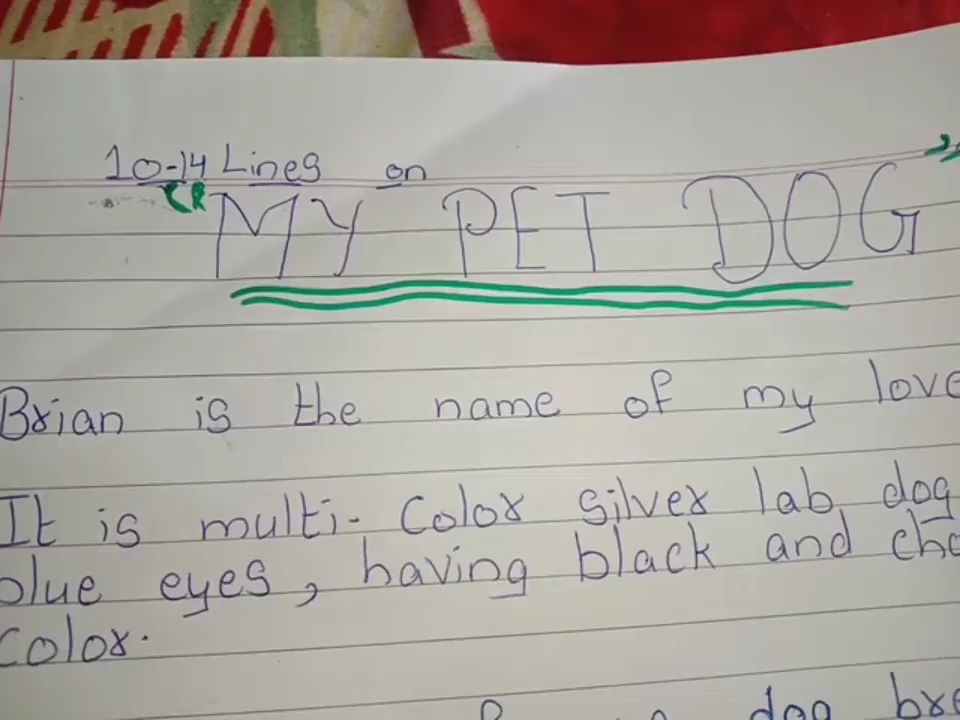 10-14 Lines on
MY PET DOG
Brian is the name of my love
It is multi- Color silver lab dog
blue eyes, having black and cho
Color.
dog bre